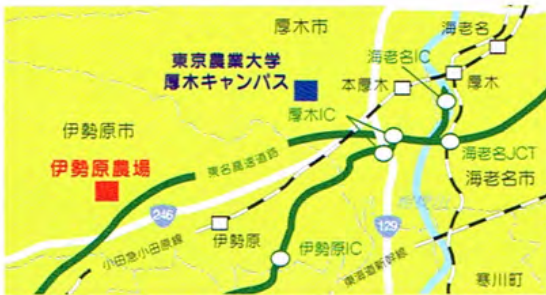 厚木市
海老名
東京農業大学
厚木キャンパス
海老名IC
本厚木
厚木
厚木IC
伊勢原市
伊勢原農場
東名高速道路
海老名JCT
海老名市
246
伊勢原
129
小田急小田原線
伊勢原IC
東海道新幹線
寒川町